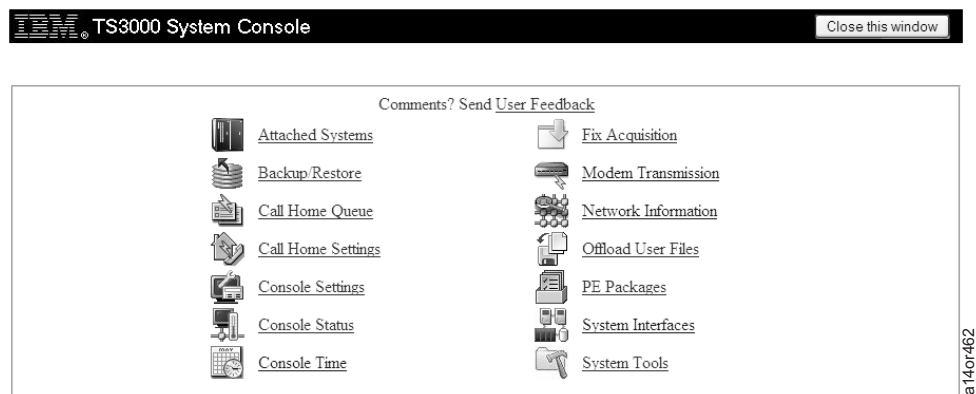 IBM® TS3000 System Console
Close this window
Comments? Send User Feedback
Attached Systems
Backup/Restore
Call Home Queue
Call Home Settings
Console Settings
Console Status
Console Time
Fix Acquisition
Modem Transmission
Network Information
Offload User Files
PE Packages
System Interfaces
System Tools
MAY
a14or462